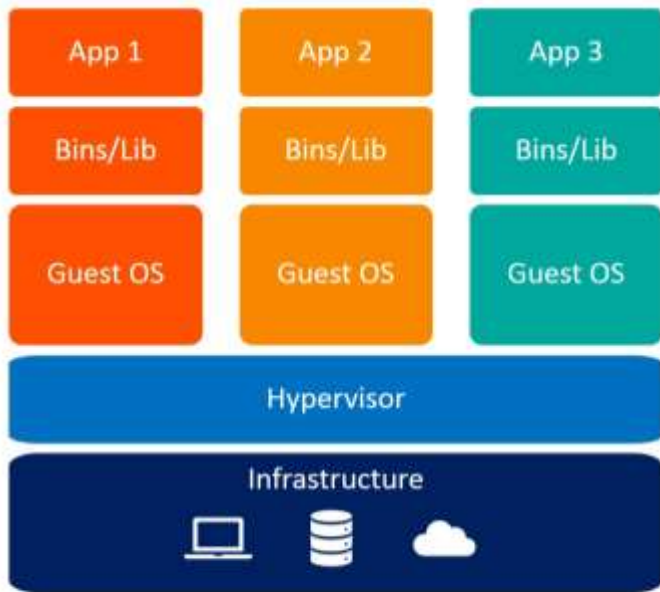 App 1
App 2
App 3
Bins/Lib
Bins/Lib
Bins/Lib
Guest OS
Guest OS
Guest OS
Hypervisor
Infrastructure